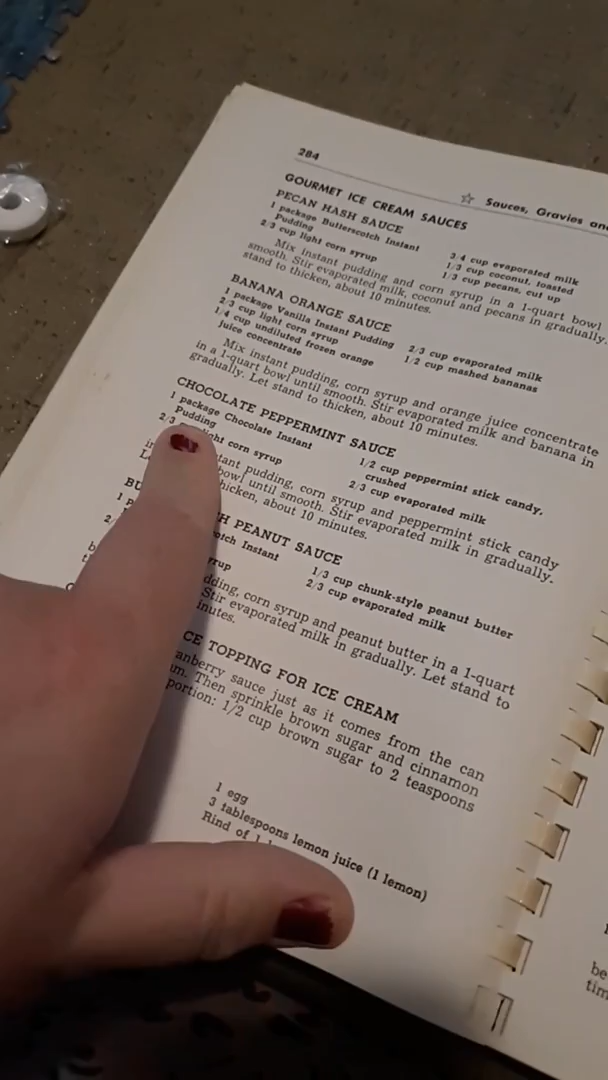 284
☆ Sauces, Gravies and
GOURMET ICE CREAM SAUCES
PECAN HASH SAUCE
1 package Butterscotch Instant
Pudding
2/3 cup light corn syrup
3/4 cup evaporated milk
1/3 cup coconut, toasted
1/3 cup pecans, cut up
Mix instant pudding and corn syrup in a 1-quart bowl
smooth. Stir evaporated milk, coconut and pecans in gradually.
stand to thicken, about 10 minutes.
BANANA ORANGE SAUCE
1 package Vanilla Instant Pudding
2/3 cup light corn syrup
1/4 cup undiluted frozen orange
juice concentrate
2/3 cup evaporated milk
1/2 cup mashed bananas
Mix instant pudding, corn syrup and orange juice concentrate
in a 1-quart bowl until smooth. Stir evaporated milk and banana in
gradually. Let stand to thicken, about 10 minutes.
CHOCOLATE PEPPERMINT SAUCE
1 package Chocolate Instant
Pudding
2/3 light corn syrup
1/2 cup peppermint stick candy,
crushed
2/3 cup evaporated milk
tant pudding, corn syrup and peppermint stick candy
bowl until smooth. Stir evaporated milk in gradually.
hicken, about 10 minutes.
H PEANUT SAUCE
otch Instant
rrup
1/3 cup chunk-style peanut butter
2/3 cup evaporated milk
dding, corn syrup and peanut butter in a 1-quart
Stir evaporated milk in gradually. Let stand to
inutes.
CE TOPPING FOR ICE CREAM
anberry sauce just as it comes from the can
um. Then sprinkle brown sugar and cinnamon
portion: 1/2 cup brown sugar to 2 teaspoons
1 egg
3 tablespoons lemon juice (1 lemon)
Rind of 1
be
tim